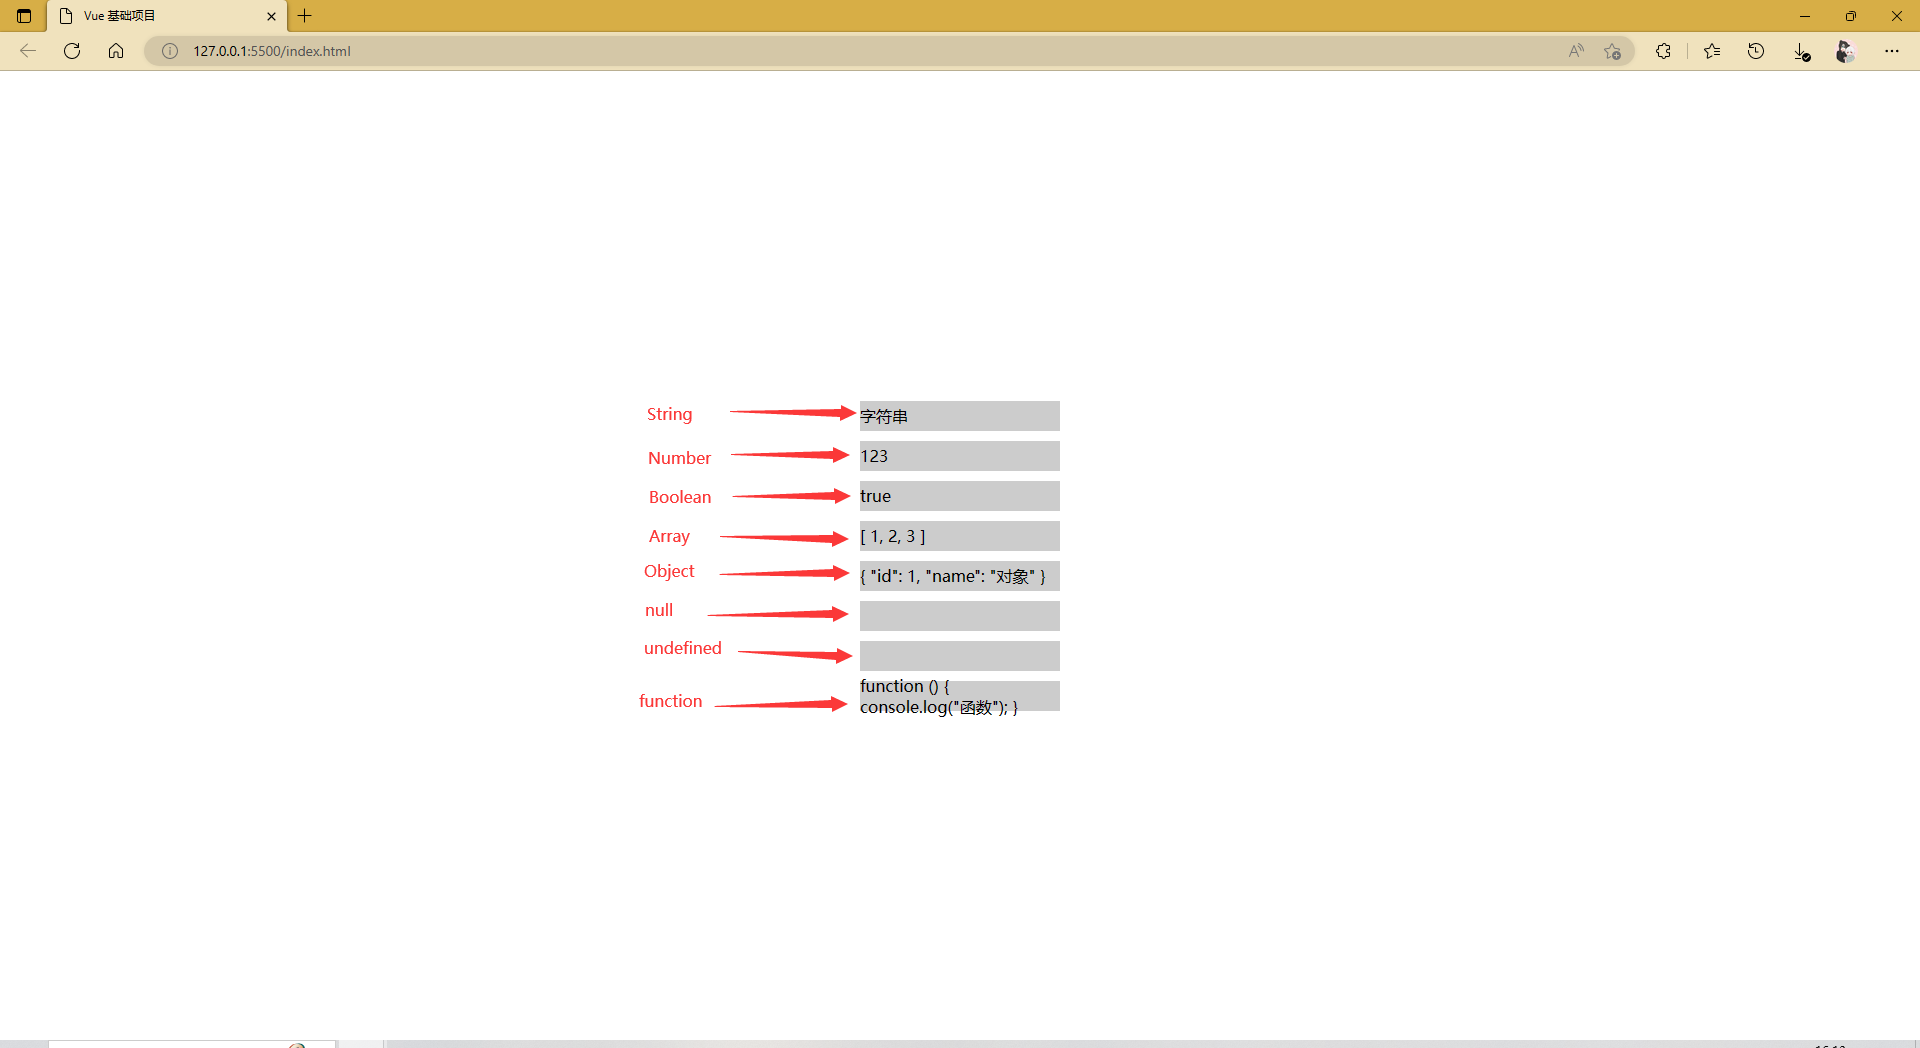 Vue 基础项目
127.0.0.1:5500/index.html
String
字符串
Number
123
Boolean
true
Array
[ 1, 2, 3 ]
Object
{ "id": 1, "name": "对象" }
null
undefined
function
function () {
console.log("函数"); }